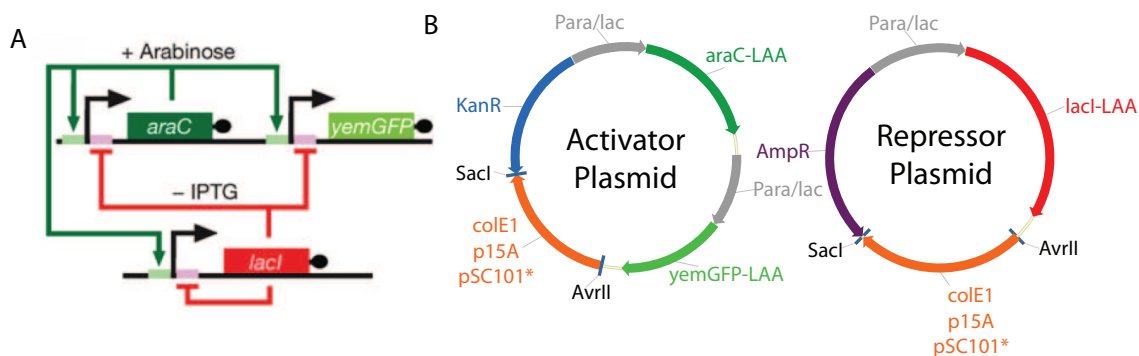 A
+ Arabinose
araC
yemGFP
– IPTG
lacI
B
Para/lac
araC-LAA
KanR
Activator
Plasmid
SacI
Para/lac
colE1
p15A
pSC101*
yemGFP-LAA
AvrII
Para/lac
lacI-LAA
AmpR
Repressor
Plasmid
SacI
AvrII
colE1
p15A
pSC101*